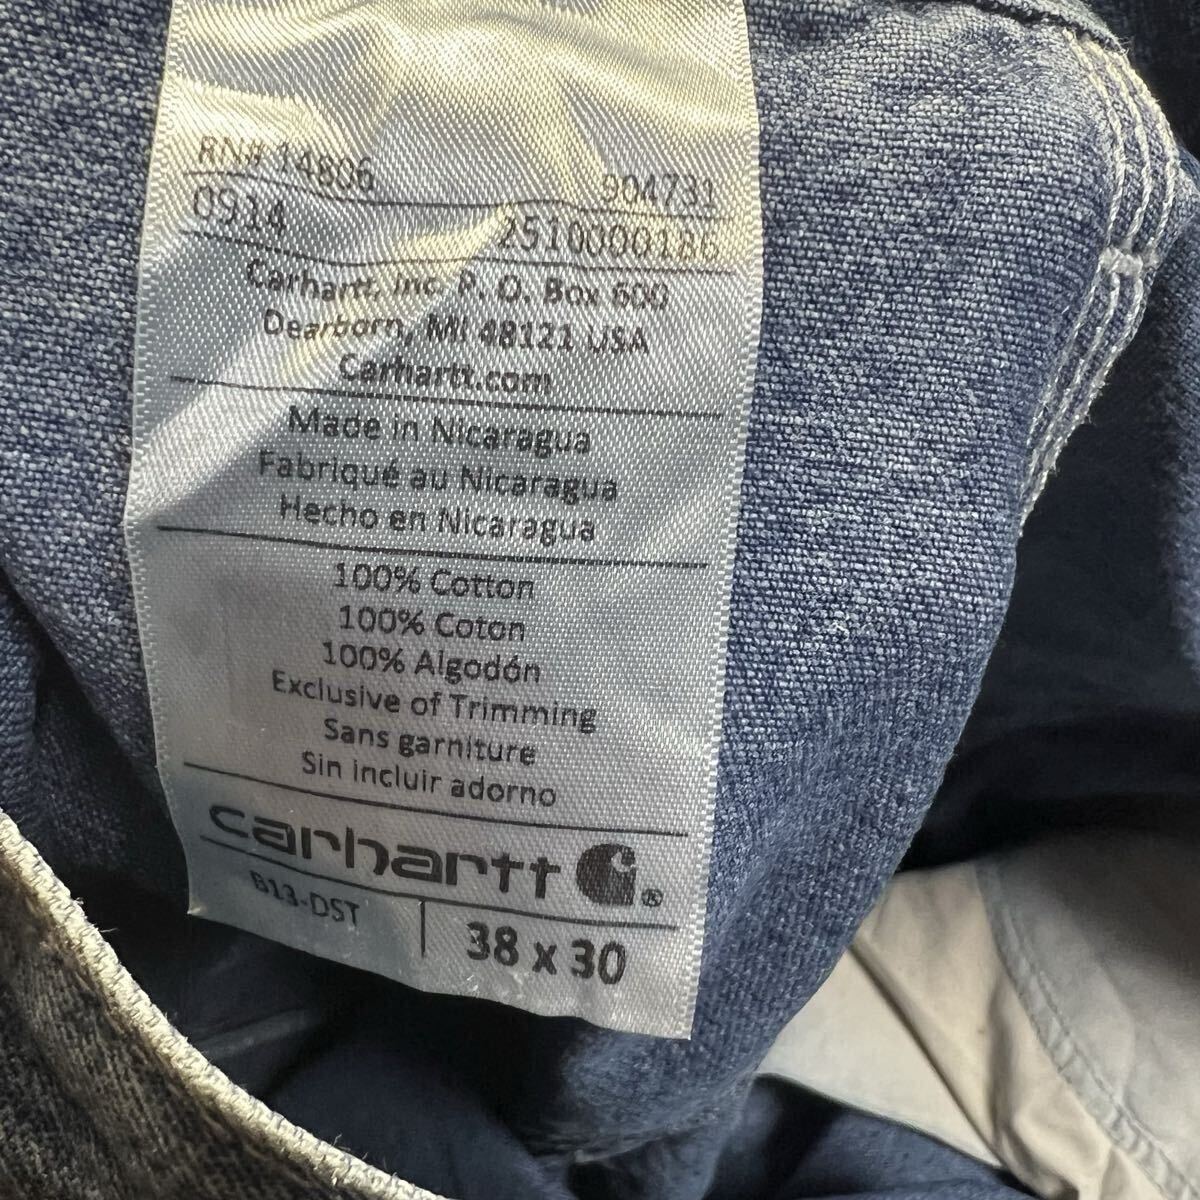 RN# 14806 904731
0914 2510000186
Carhartt, Inc. P. O. Box 600
Dearborn, MI 48121 USA
Carhartt.com
Made in Nicaragua
Fabriqué au Nicaragua
Hecho en Nicaragua
100% Cotton
100% Coton
100% Algodón
Exclusive of Trimming
Sans garniture
Sin incluir adorno
carhartt ®
B13-DST 38 x 30